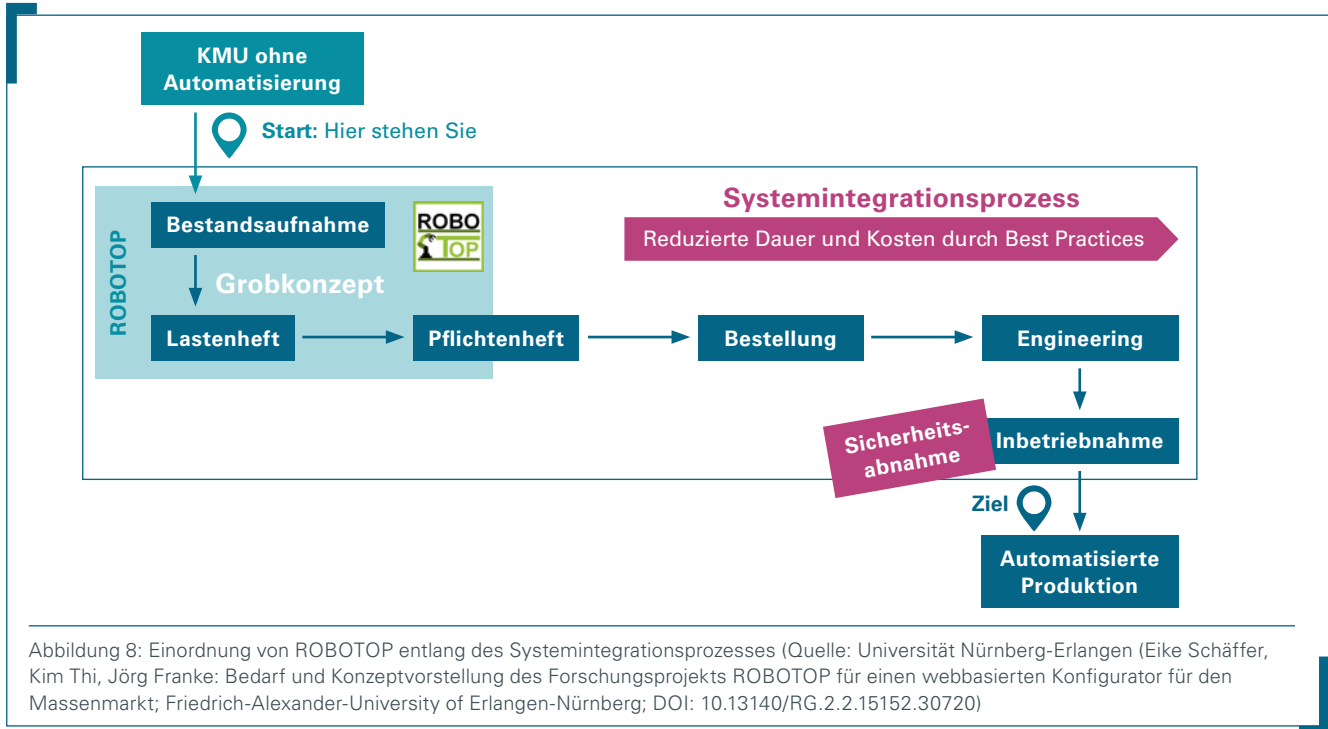 KMU ohne
Automatisierung
Start: Hier stehen Sie
Systemintegrationsprozess
Reduzierte Dauer und Kosten durch Best Practices
ROBOTOP
Bestandsaufnahme
ROBO
TOP
Grobkonzept
Lastenheft
Pflichtenheft
Bestellung
Engineering
Sicherheits-
abnahme
Inbetriebnahme
Ziel
Automatisierte
Produktion
Abbildung 8: Einordnung von ROBOTOP entlang des Systemintegrationsprozesses (Quelle: Universität Nürnberg-Erlangen (Eike Schäffer,
Kim Thi, Jörg Franke: Bedarf und Konzeptvorstellung des Forschungsprojekts ROBOTOP für einen webbasierten Konfigurator für den
Massenmarkt; Friedrich-Alexander-University of Erlangen-Nürnberg; DOI: 10.13140/RG.2.2.15152.30720)